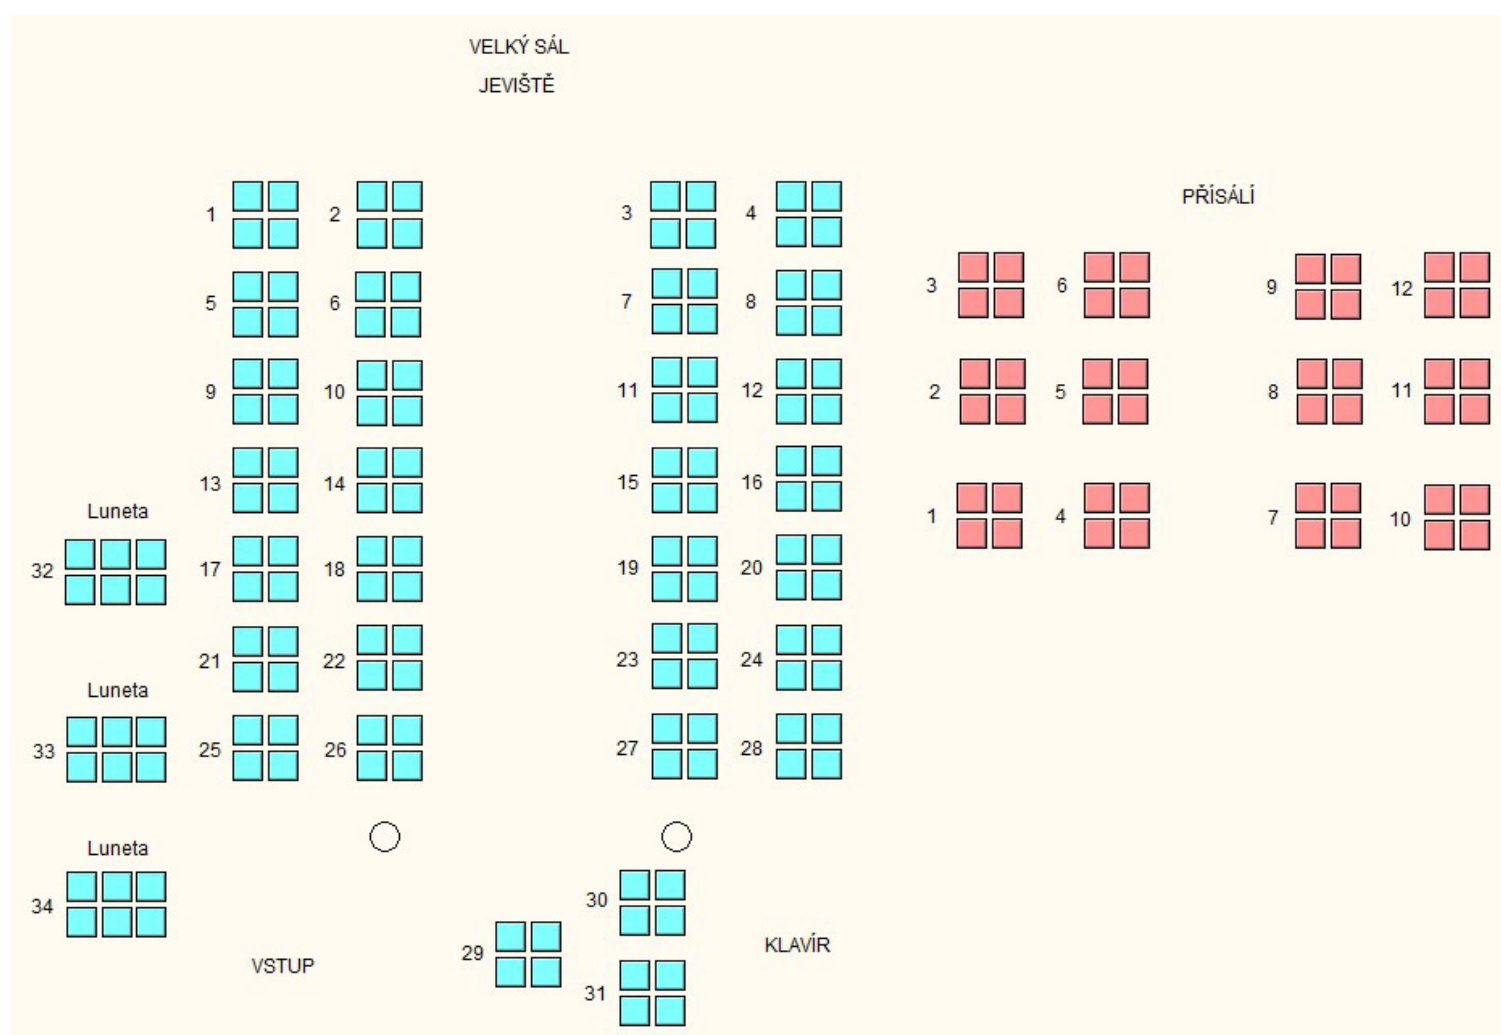 VELKÝ SÁL
JEVIŠTĚ
PŘÍSÁLÍ
1 2 3 4
3 6 9 12
5 6 7 8
2 5 8 11
9 10 11 12
13 14 15 16
1 4 7 10
Luneta
32 17 18 19 20
21 22 23 24
Luneta
33 25 26 27 28
Luneta
34 30
29 KLAVÍR
VSTUP
31